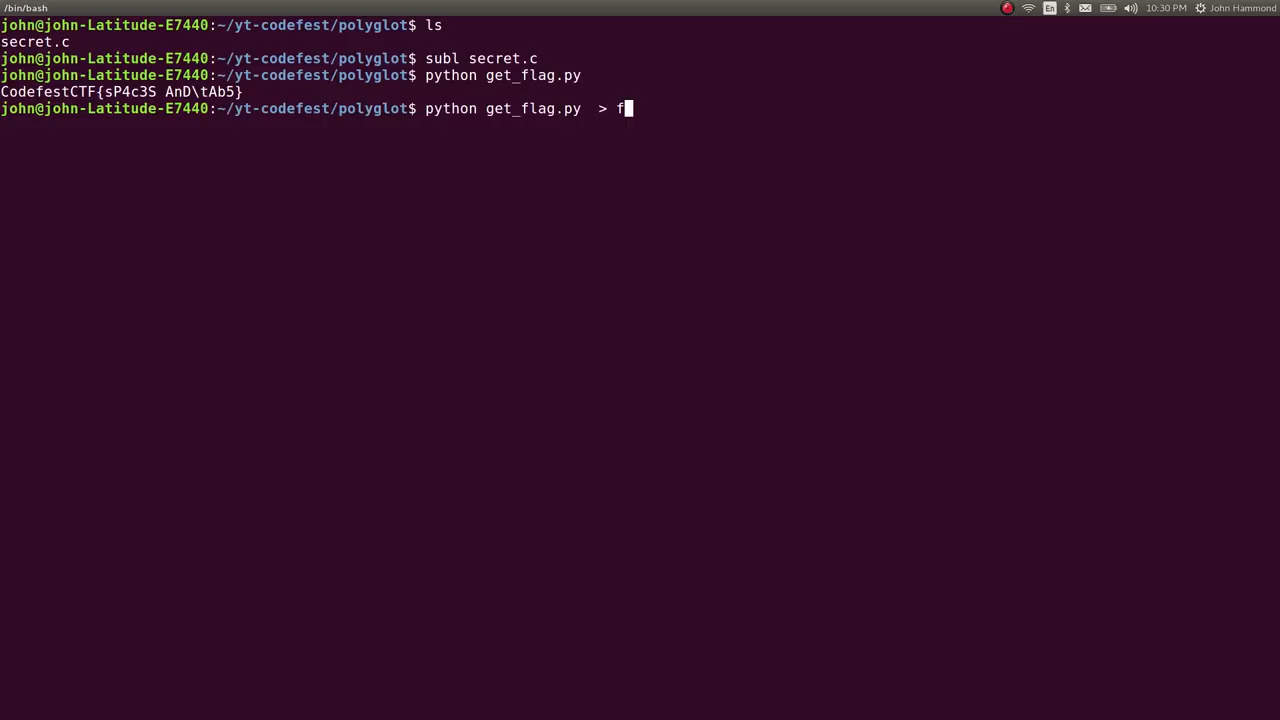 /bin/bash En 10:30 PM John Hammond
john@john-Latitude-E7440:~/yt-codefest/polyglot$ ls
secret.c
john@john-Latitude-E7440:~/yt-codefest/polyglot$ subl secret.c
john@john-Latitude-E7440:~/yt-codefest/polyglot$ python get_flag.py
CodefestCTF{sP4c3S AnD\tAb5}
john@john-Latitude-E7440:~/yt-codefest/polyglot$ python get_flag.py  > f